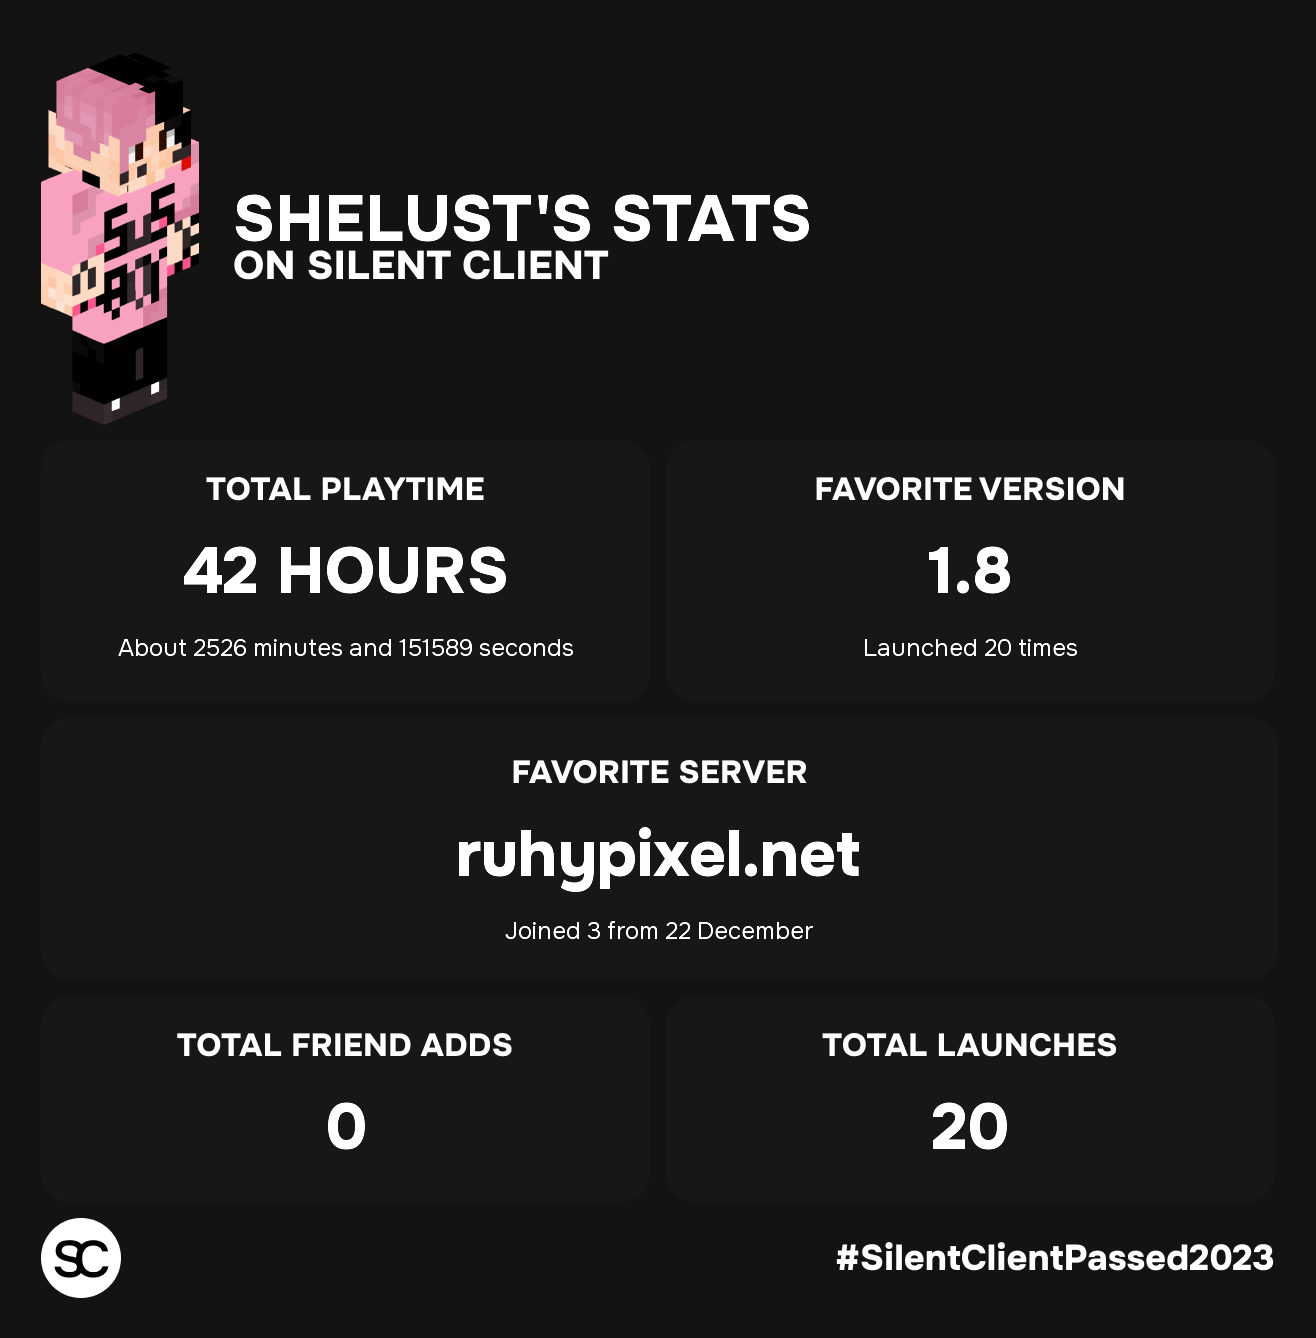 SHELUST'S STATS
ON SILENT CLIENT
TOTAL PLAYTIME
42 HOURS
About 2526 minutes and 151589 seconds
FAVORITE VERSION
1.8
Launched 20 times
FAVORITE SERVER
ruhypixel.net
Joined 3 from 22 December
TOTAL FRIEND ADDS
0
TOTAL LAUNCHES
20
SC
#SilentClientPassed2023